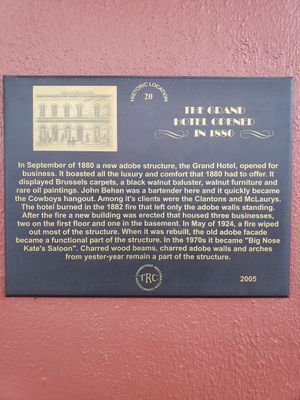 HISTORIC LOCATION
20
THE GRAND
HOTEL OPENED
IN 1880
In September of 1880 a new adobe structure, the Grand Hotel, opened for
business. It boasted all the luxury and comfort that 1880 had to offer. It
displayed Brussels carpets, a black walnut baluster, walnut furniture and
rare oil paintings. John Behan was a bartender here and it quickly became
the Cowboys hangout. Among it's clients were the Clantons and McLaurys.
The hotel burned in the 1882 fire that left only the adobe walls standing.
After the fire a new building was erected that housed three businesses,
two on the first floor and one in the basement. In May of 1924, a fire wiped
out most of the structure. When it was rebuilt, the old adobe facade
became a functional part of the structure. In the 1970s it became "Big Nose
Kate's Saloon". Charred wood beams, charred adobe walls and arches
from yester-year remain a part of the structure.
TRC
2005